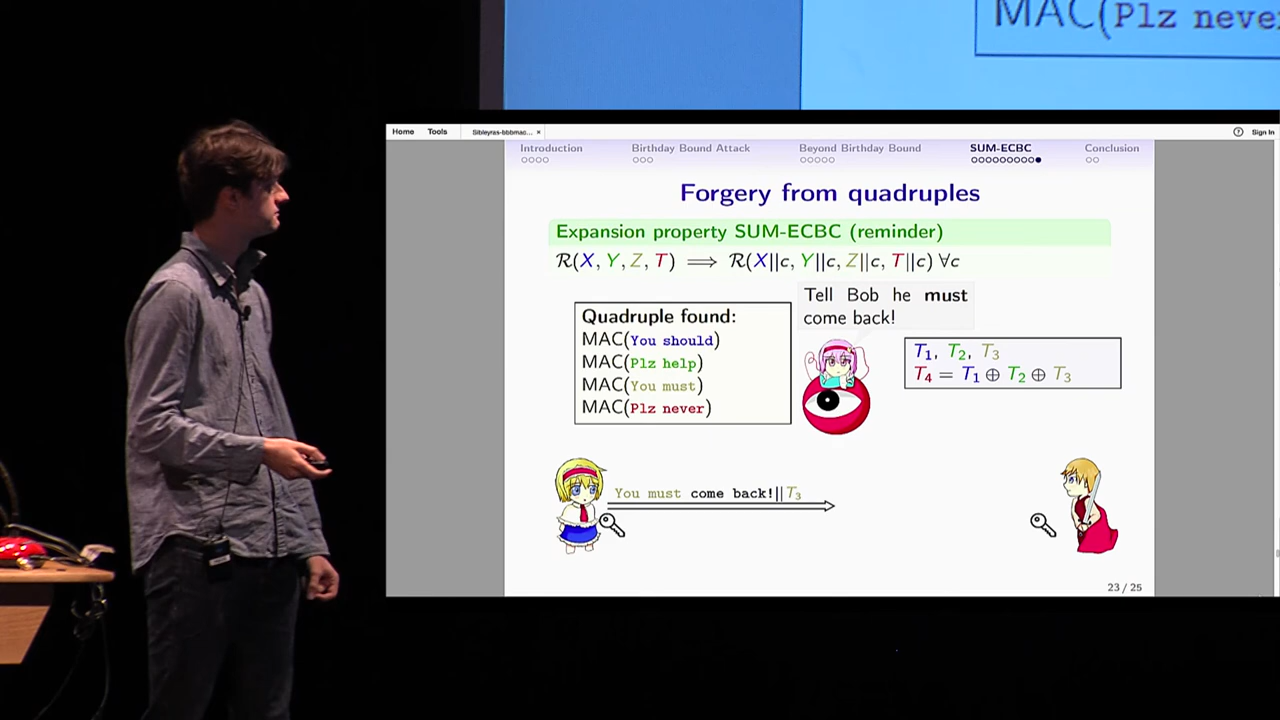 MAC(Plz neve
Home Tools Sibleyras-bbbmac... × Sign In
Introduction Birthday Bound Attack Beyond Birthday Bound SUM-ECBC Conclusion
Forgery from quadruples
Expansion property SUM-ECBC (reminder)
ℛ(X, Y, Z, T) ⟹ ℛ(X||c, Y||c, Z||c, T||c) ∀c
Tell Bob he must
come back!
Quadruple found:
MAC(You should)
MAC(Plz help)
MAC(You must)
MAC(Plz never)
T₁, T₂, T₃
T₄ = T₁ ⊕ T₂ ⊕ T₃
You must come back!||T₃
23 / 25